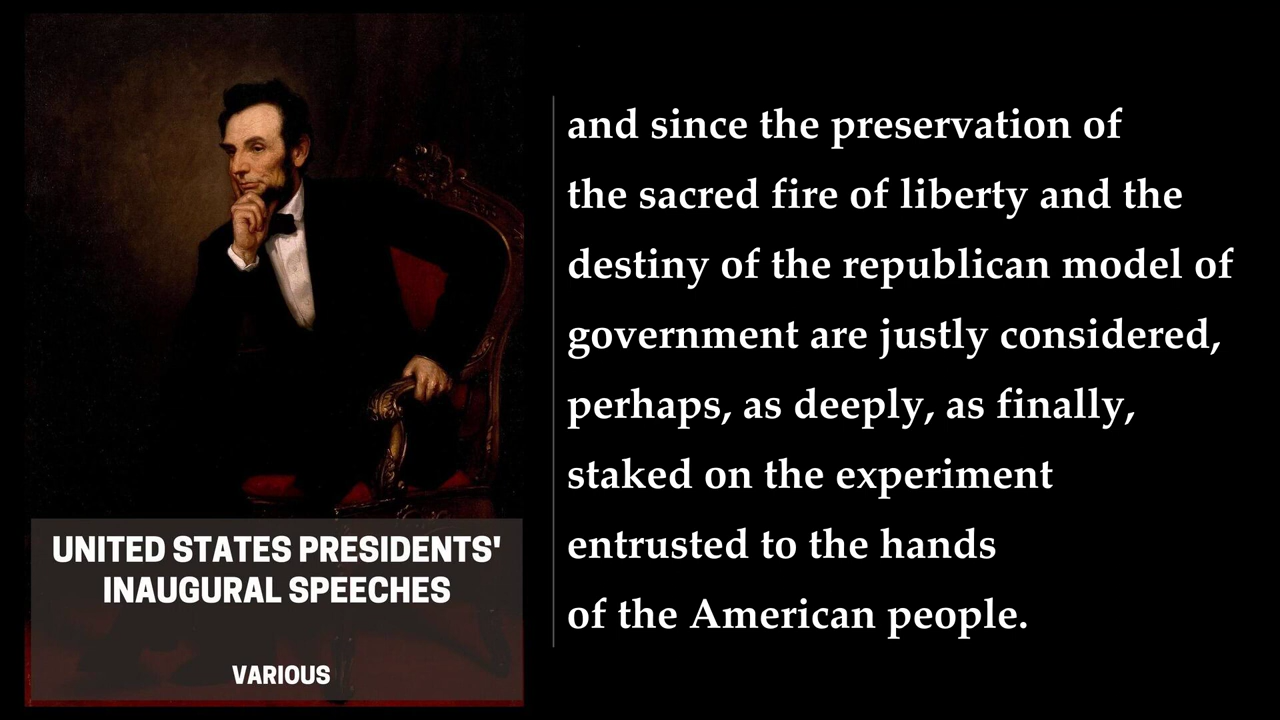 and since the preservation of
the sacred fire of liberty and the
destiny of the republican model of
government are justly considered,
perhaps, as deeply, as finally,
staked on the experiment
entrusted to the hands
of the American people.
UNITED STATES PRESIDENTS'
INAUGURAL SPEECHES
VARIOUS